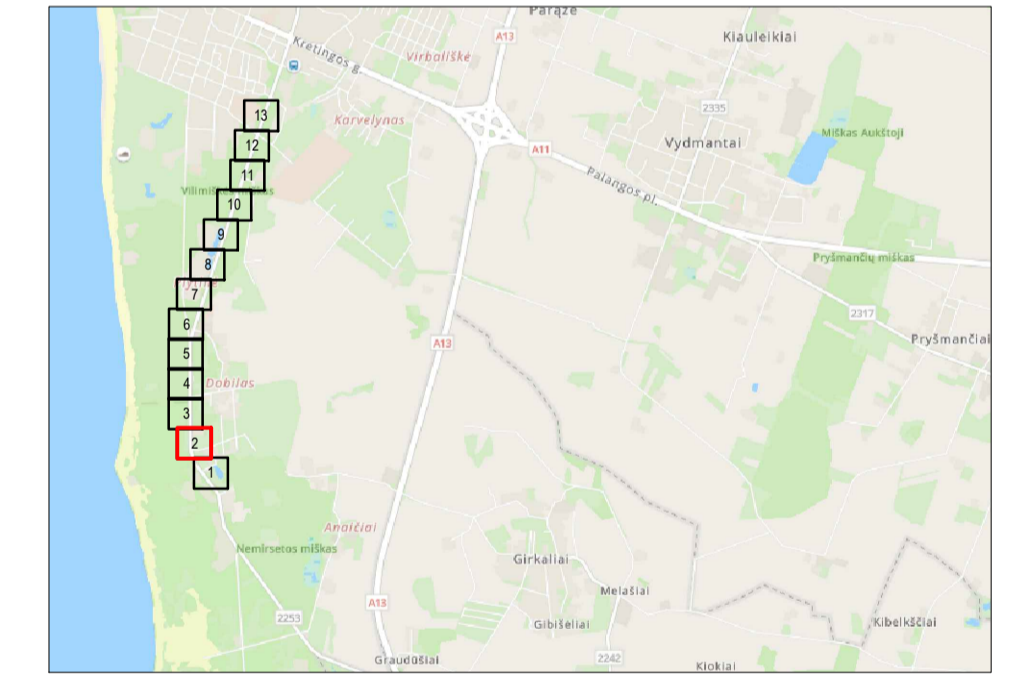 Parąžė
A13
Kiauleikiai
Kretingos g.
Virbališkė
2335
13
Karvelynas
Miškas Aukštoji
12
Vydmantai
A11
11
Palangos pl.
10
9
Pryšmančių miškas
8
7
2317
6
A13
Pryšmančiai
5
4
Dobilas
3
2
1
Anaičiai
Nemirsetos miškas
Girkaliai
Melašiai
A13
2253
Gibišeliai
Kibelkščiai
Graudūšiai
2242
Kiokiai